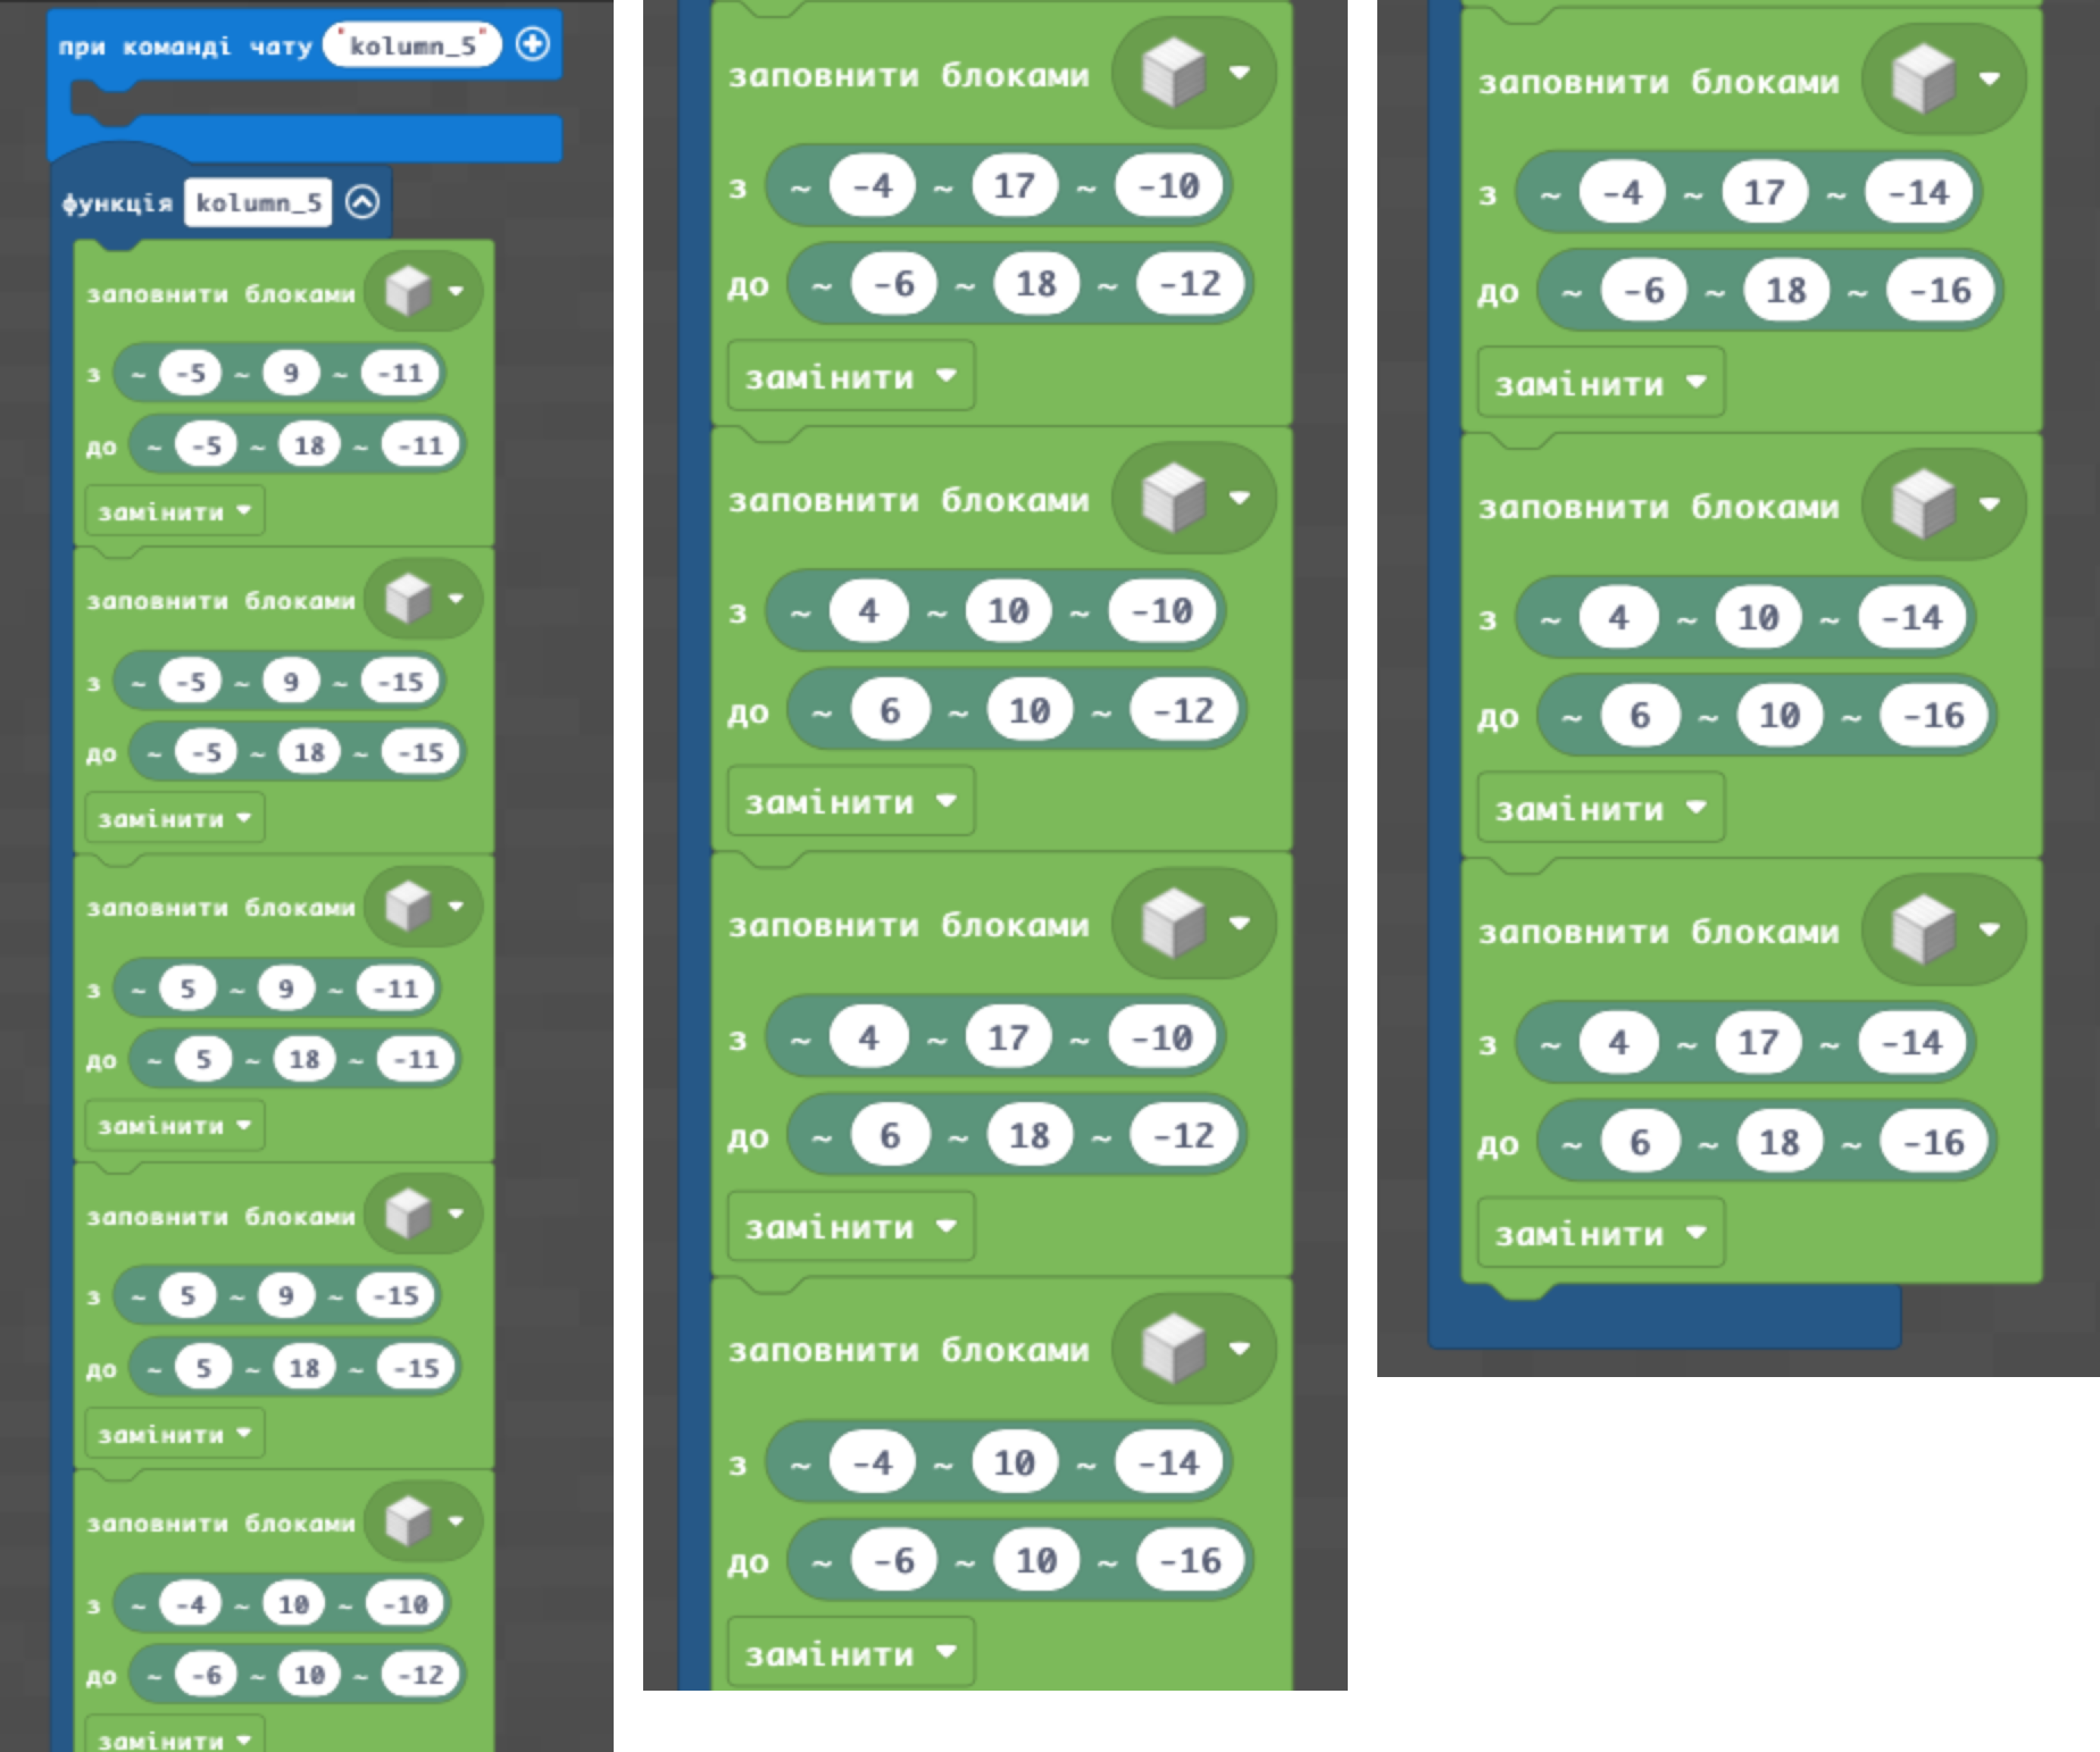 при команді чату "kolumn_5"
функція kolumn_5
заповнити блоками
з ~ -5 ~ 9 ~ -11
до ~ -5 ~ 18 ~ -11
замінити
заповнити блоками
з ~ -5 ~ 9 ~ -15
до ~ -5 ~ 18 ~ -15
замінити
заповнити блоками
з ~ 5 ~ 9 ~ -11
до ~ 5 ~ 18 ~ -11
замінити
заповнити блоками
з ~ 5 ~ 9 ~ -15
до ~ 5 ~ 18 ~ -15
замінити
заповнити блоками
з ~ -4 ~ 10 ~ -10
до ~ -6 ~ 10 ~ -12
замінити
заповнити блоками
з ~ -4 ~ 17 ~ -10
до ~ -6 ~ 18 ~ -12
замінити
заповнити блоками
з ~ 4 ~ 10 ~ -10
до ~ 6 ~ 10 ~ -12
замінити
заповнити блоками
з ~ 4 ~ 17 ~ -10
до ~ 6 ~ 18 ~ -12
замінити
заповнити блоками
з ~ -4 ~ 10 ~ -14
до ~ -6 ~ 10 ~ -16
замінити
заповнити блоками
з ~ -4 ~ 17 ~ -14
до ~ -6 ~ 18 ~ -16
замінити
заповнити блоками
з ~ 4 ~ 10 ~ -14
до ~ 6 ~ 10 ~ -16
замінити
заповнити блоками
з ~ 4 ~ 17 ~ -14
до ~ 6 ~ 18 ~ -16
замінити